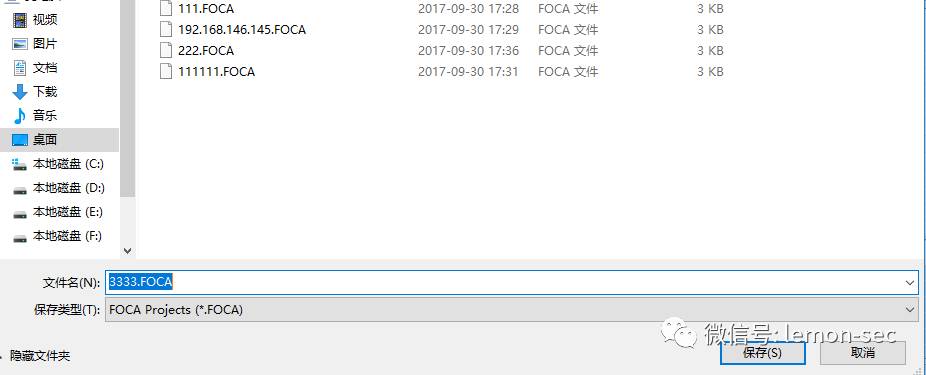 111.FOCA 2017-09-30 17:28 FOCA 文件 3 KB
视频
192.168.146.145.FOCA 2017-09-30 17:29 FOCA 文件 3 KB
图片
222.FOCA 2017-09-30 17:36 FOCA 文件 3 KB
文档
111111.FOCA 2017-09-30 17:31 FOCA 文件 3 KB
下载
音乐
桌面
本地磁盘 (C:)
本地磁盘 (D:)
本地磁盘 (E:)
本地磁盘 (F:)
文件名(N): 3333.FOCA
保存类型(T): FOCA Projects (*.FOCA)
微信号: lemon-sec
隐藏文件夹 保存(S) 取消